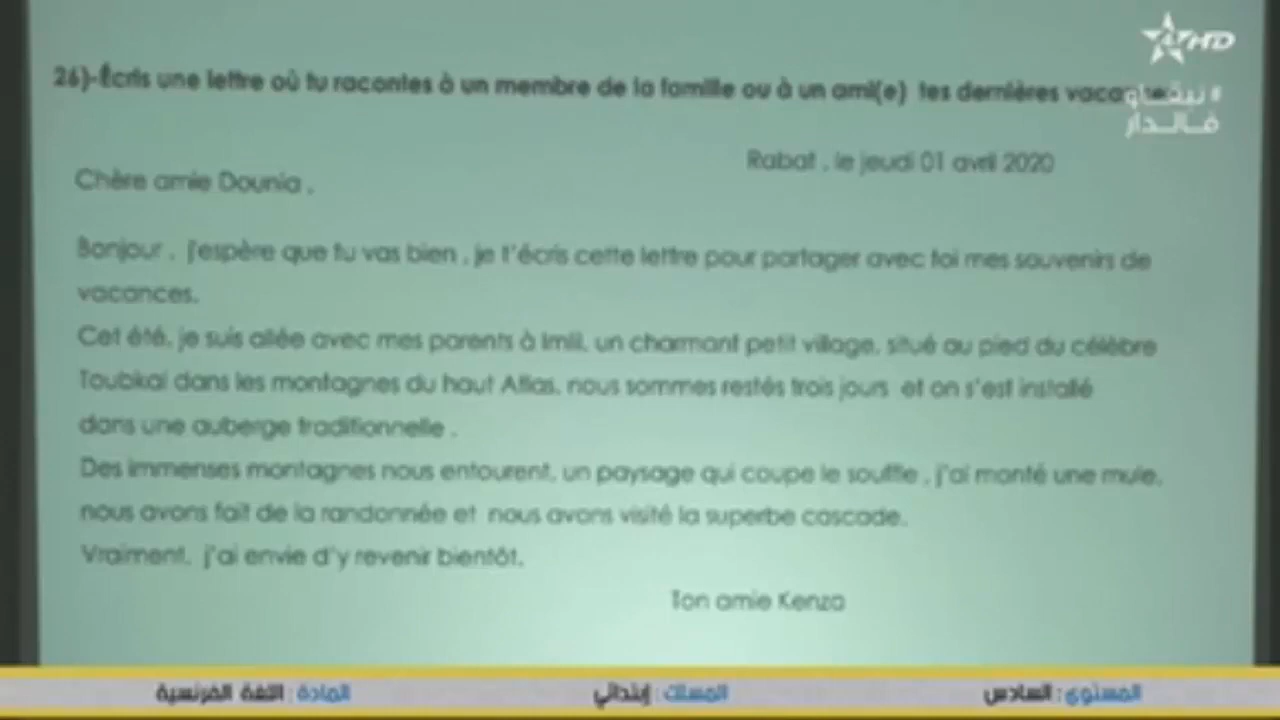 HD
# نبقاو
فالدار
26)-Écris une lettre où tu racontes à un membre de la famille ou à un ami(e) tes dernières
Rabat , le jeudi 01 avril 2020
Chère amie Dounia ,
Bonjour , j'espère que tu vas bien , je t'écris cette lettre pour partager avec toi mes souvenirs de
vacances.
Cet été, je suis allée avec mes parents à Imlil, un charmant petit village, situé au pied du célèbre
Toubkal dans les montagnes du haut Atlas, nous sommes restés trois jours et on s'est installé
dans une auberge traditionnelle .
Des immenses montagnes nous entourent, un paysage qui coupe le souffle , j'ai monté une mule,
nous avons fait de la randonnée et nous avons visité la superbe cascade.
Vraiment, j'ai envie d'y revenir bientôt.
Ton amie Kenza
المستوى : السادس المسلك : إبتدائي المادة : اللغة الفرنسية